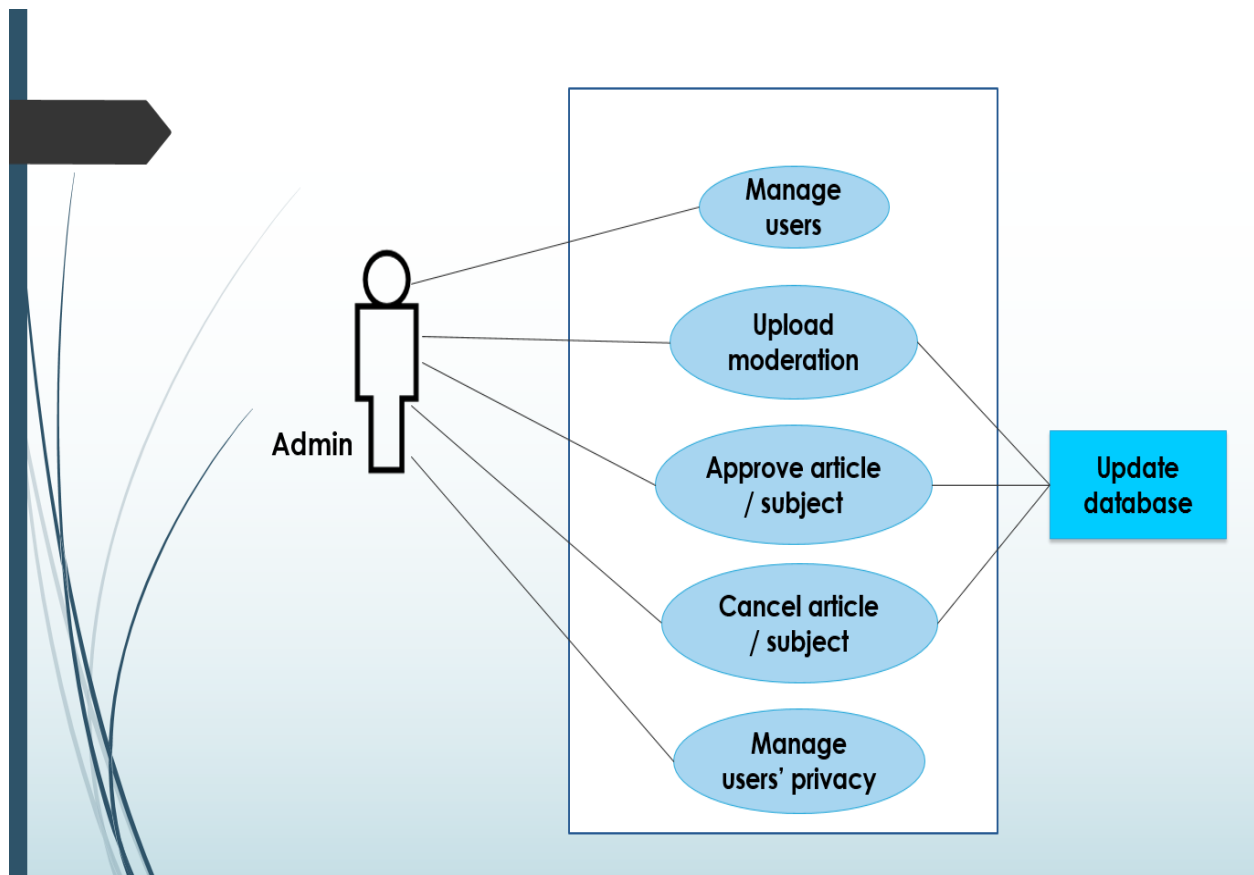 Manage
users
Upload
moderation
Admin
Approve article
/ subject
Update
database
Cancel article
/ subject
Manage
users’ privacy